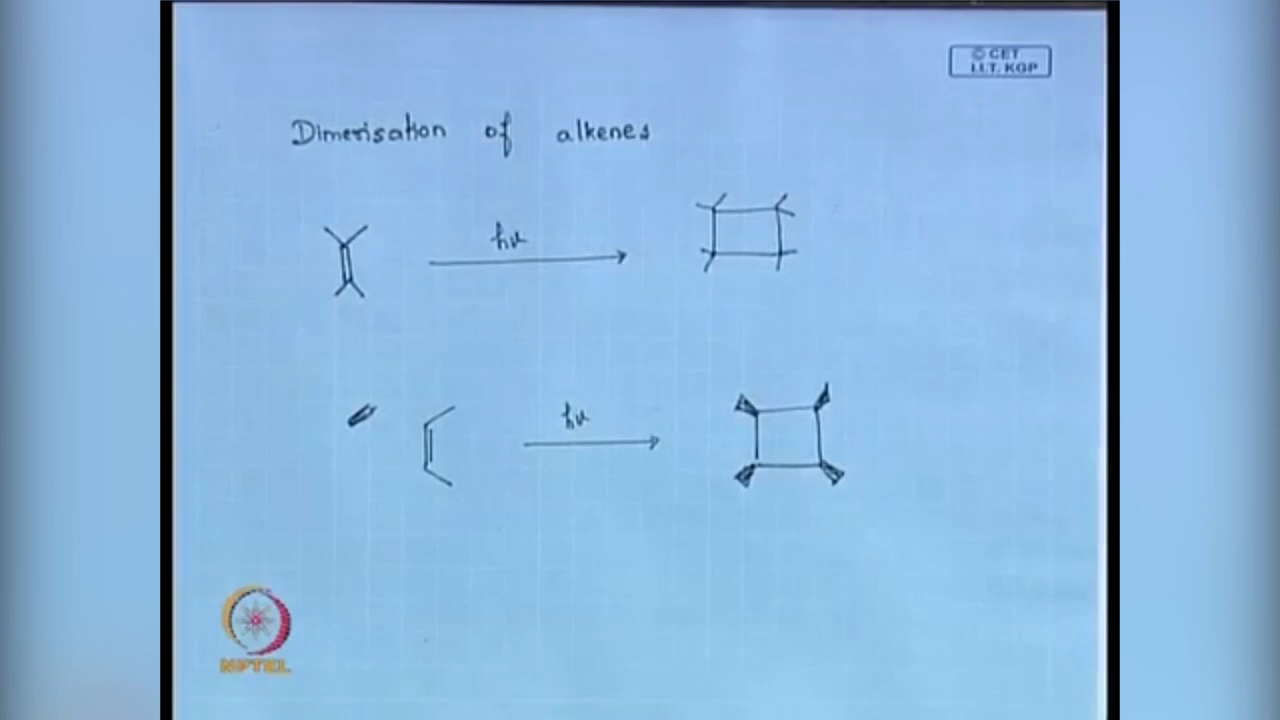 © CET
I.I.T. KGP
Dimerisation of alkenes
hν
hν
NPTEL